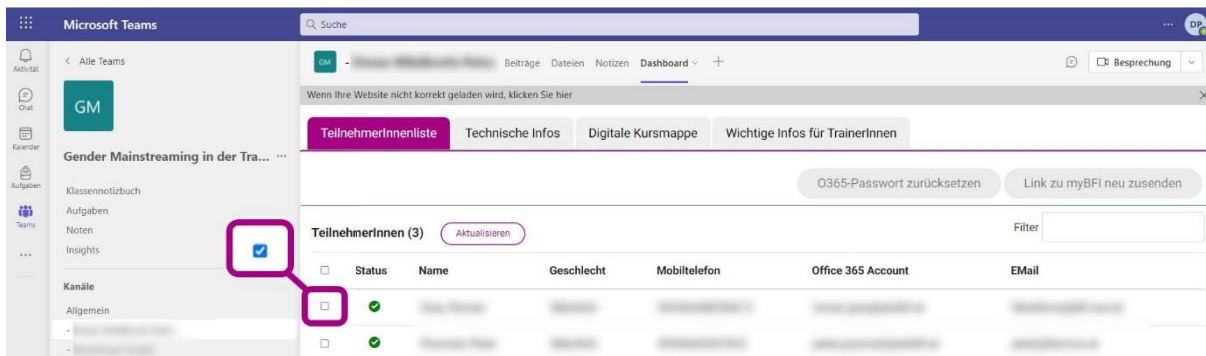 Microsoft Teams
Suche
DP
Aktivität
Chat
Kalender
Aufgaben
Teams
< Alle Teams
GM
Gender Mainstreaming in der Tra... ...
Klassennotizbuch
Aufgaben
Noten
Insights
Kanäle
Allgemein
-
-
GM - Beiträge Dateien Notizen Dashboard +
Besprechung
Wenn Ihre Website nicht korrekt geladen wird, klicken Sie hier
TeilnehmerInnenliste Technische Infos Digitale Kursmappe Wichtige Infos für TrainerInnen
O365-Passwort zurücksetzen Link zu myBFI neu zusenden
TeilnehmerInnen (3) Aktualisieren Filter
Status Name Geschlecht Mobiltelefon Office 365 Account EMail